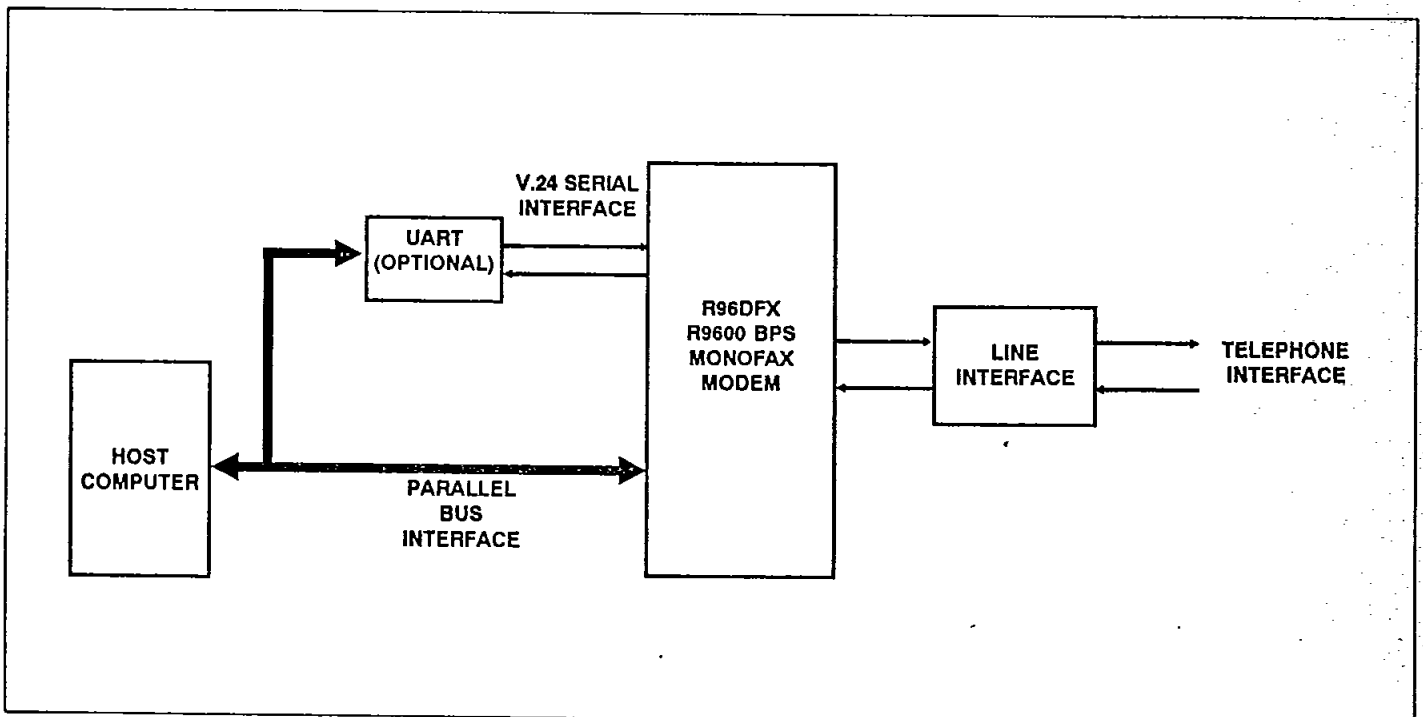 V.24 SERIAL
INTERFACE
UART
(OPTIONAL)
R96DFX
R9600 BPS
MONOFAX
MODEM
LINE
INTERFACE
TELEPHONE
INTERFACE
HOST
COMPUTER
PARALLEL
BUS
INTERFACE